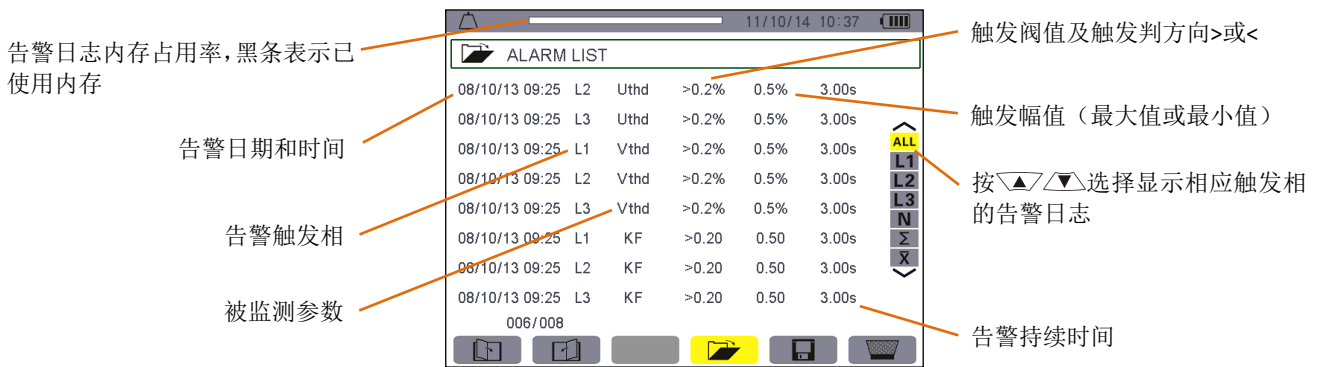 告警日志内存占用率,黑条表示已
使用内存
告警日期和时间
告警触发相
被监测参数
11/10/14 10:37
ALARM LIST
08/10/13 09:25 L2 Uthd >0.2% 0.5% 3.00s
08/10/13 09:25 L3 Uthd >0.2% 0.5% 3.00s
08/10/13 09:25 L1 Vthd >0.2% 0.5% 3.00s
08/10/13 09:25 L2 Vthd >0.2% 0.5% 3.00s
08/10/13 09:25 L3 Vthd >0.2% 0.5% 3.00s
08/10/13 09:25 L1 KF >0.20 0.50 3.00s
08/10/13 09:25 L2 KF >0.20 0.50 3.00s
08/10/13 09:25 L3 KF >0.20 0.50 3.00s
006/008
ALL
L1
L2
L3
N
Σ
X̄
触发阀值及触发判方向>或<
触发幅值（最大值或最小值）
按▲/▼选择显示相应触发相
的告警日志
告警持续时间